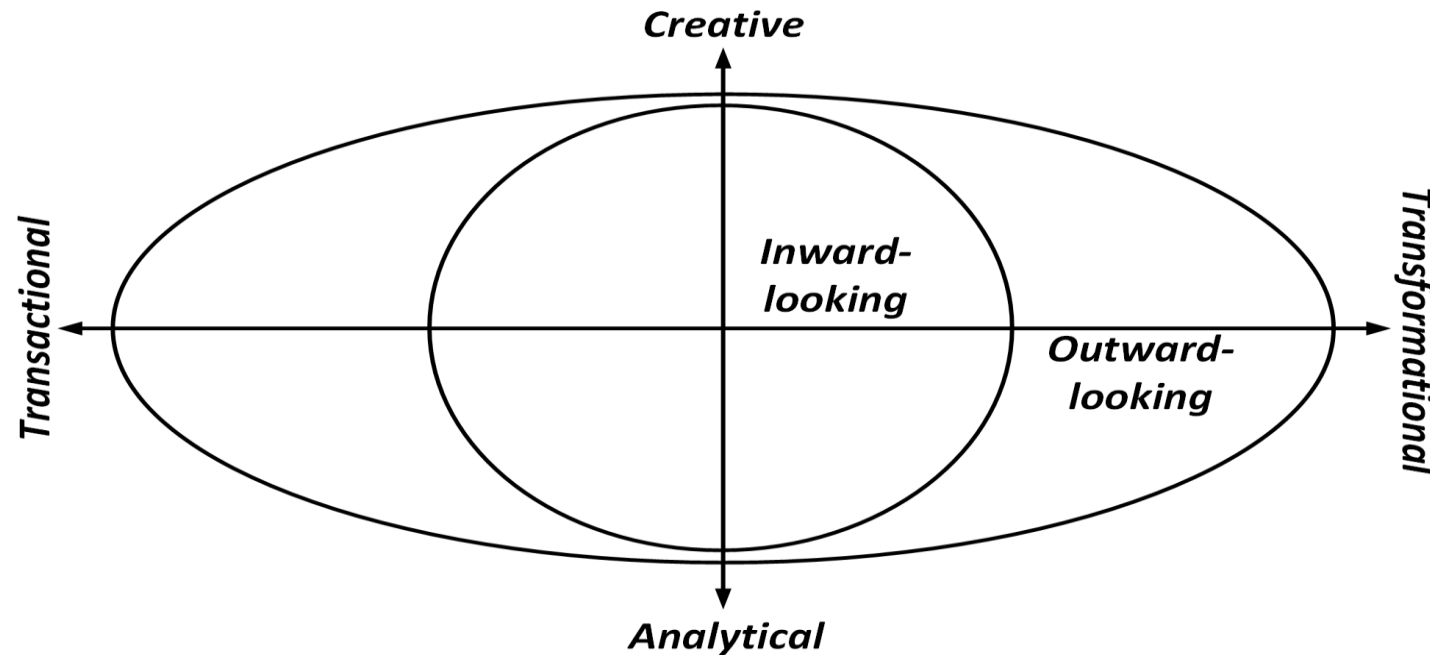 Creative
Transactional
Inward-
looking
Outward-
looking
Transformational
Analytical